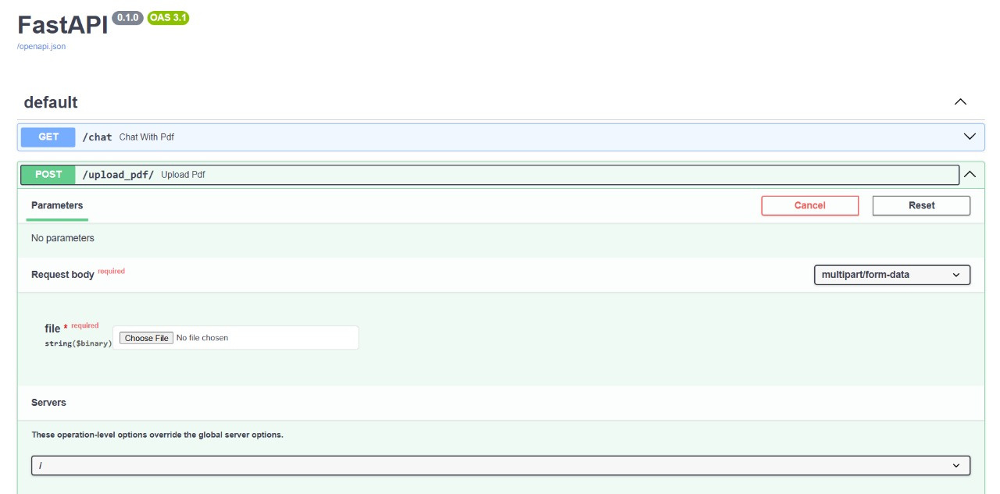 FastAPI 0.1.0 OAS 3.1
/openapi.json
default
GET /chat Chat With Pdf
POST /upload_pdf/ Upload Pdf
Parameters Cancel Reset
No parameters
Request body required multipart/form-data
file * required
string($binary) Choose File No file chosen
Servers
These operation-level options override the global server options.
/